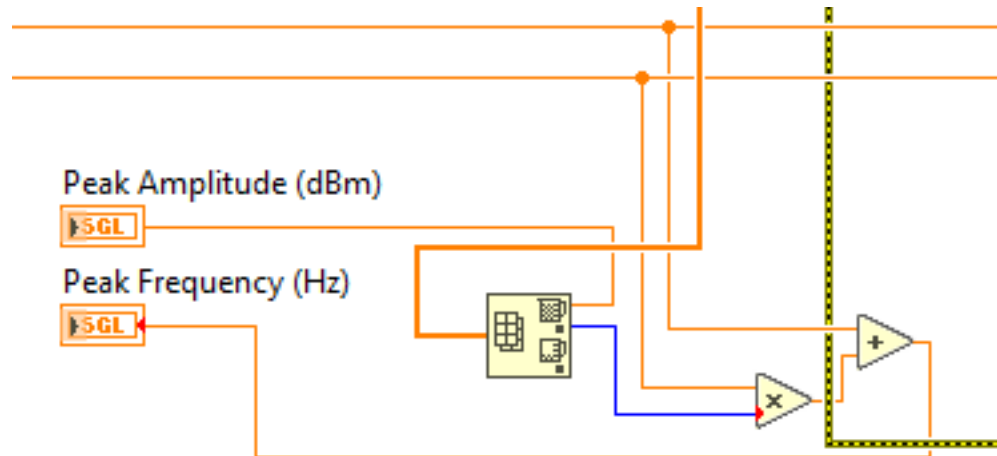 Peak Amplitude (dBm)
SGL
Peak Frequency (Hz)
SGL
+
×